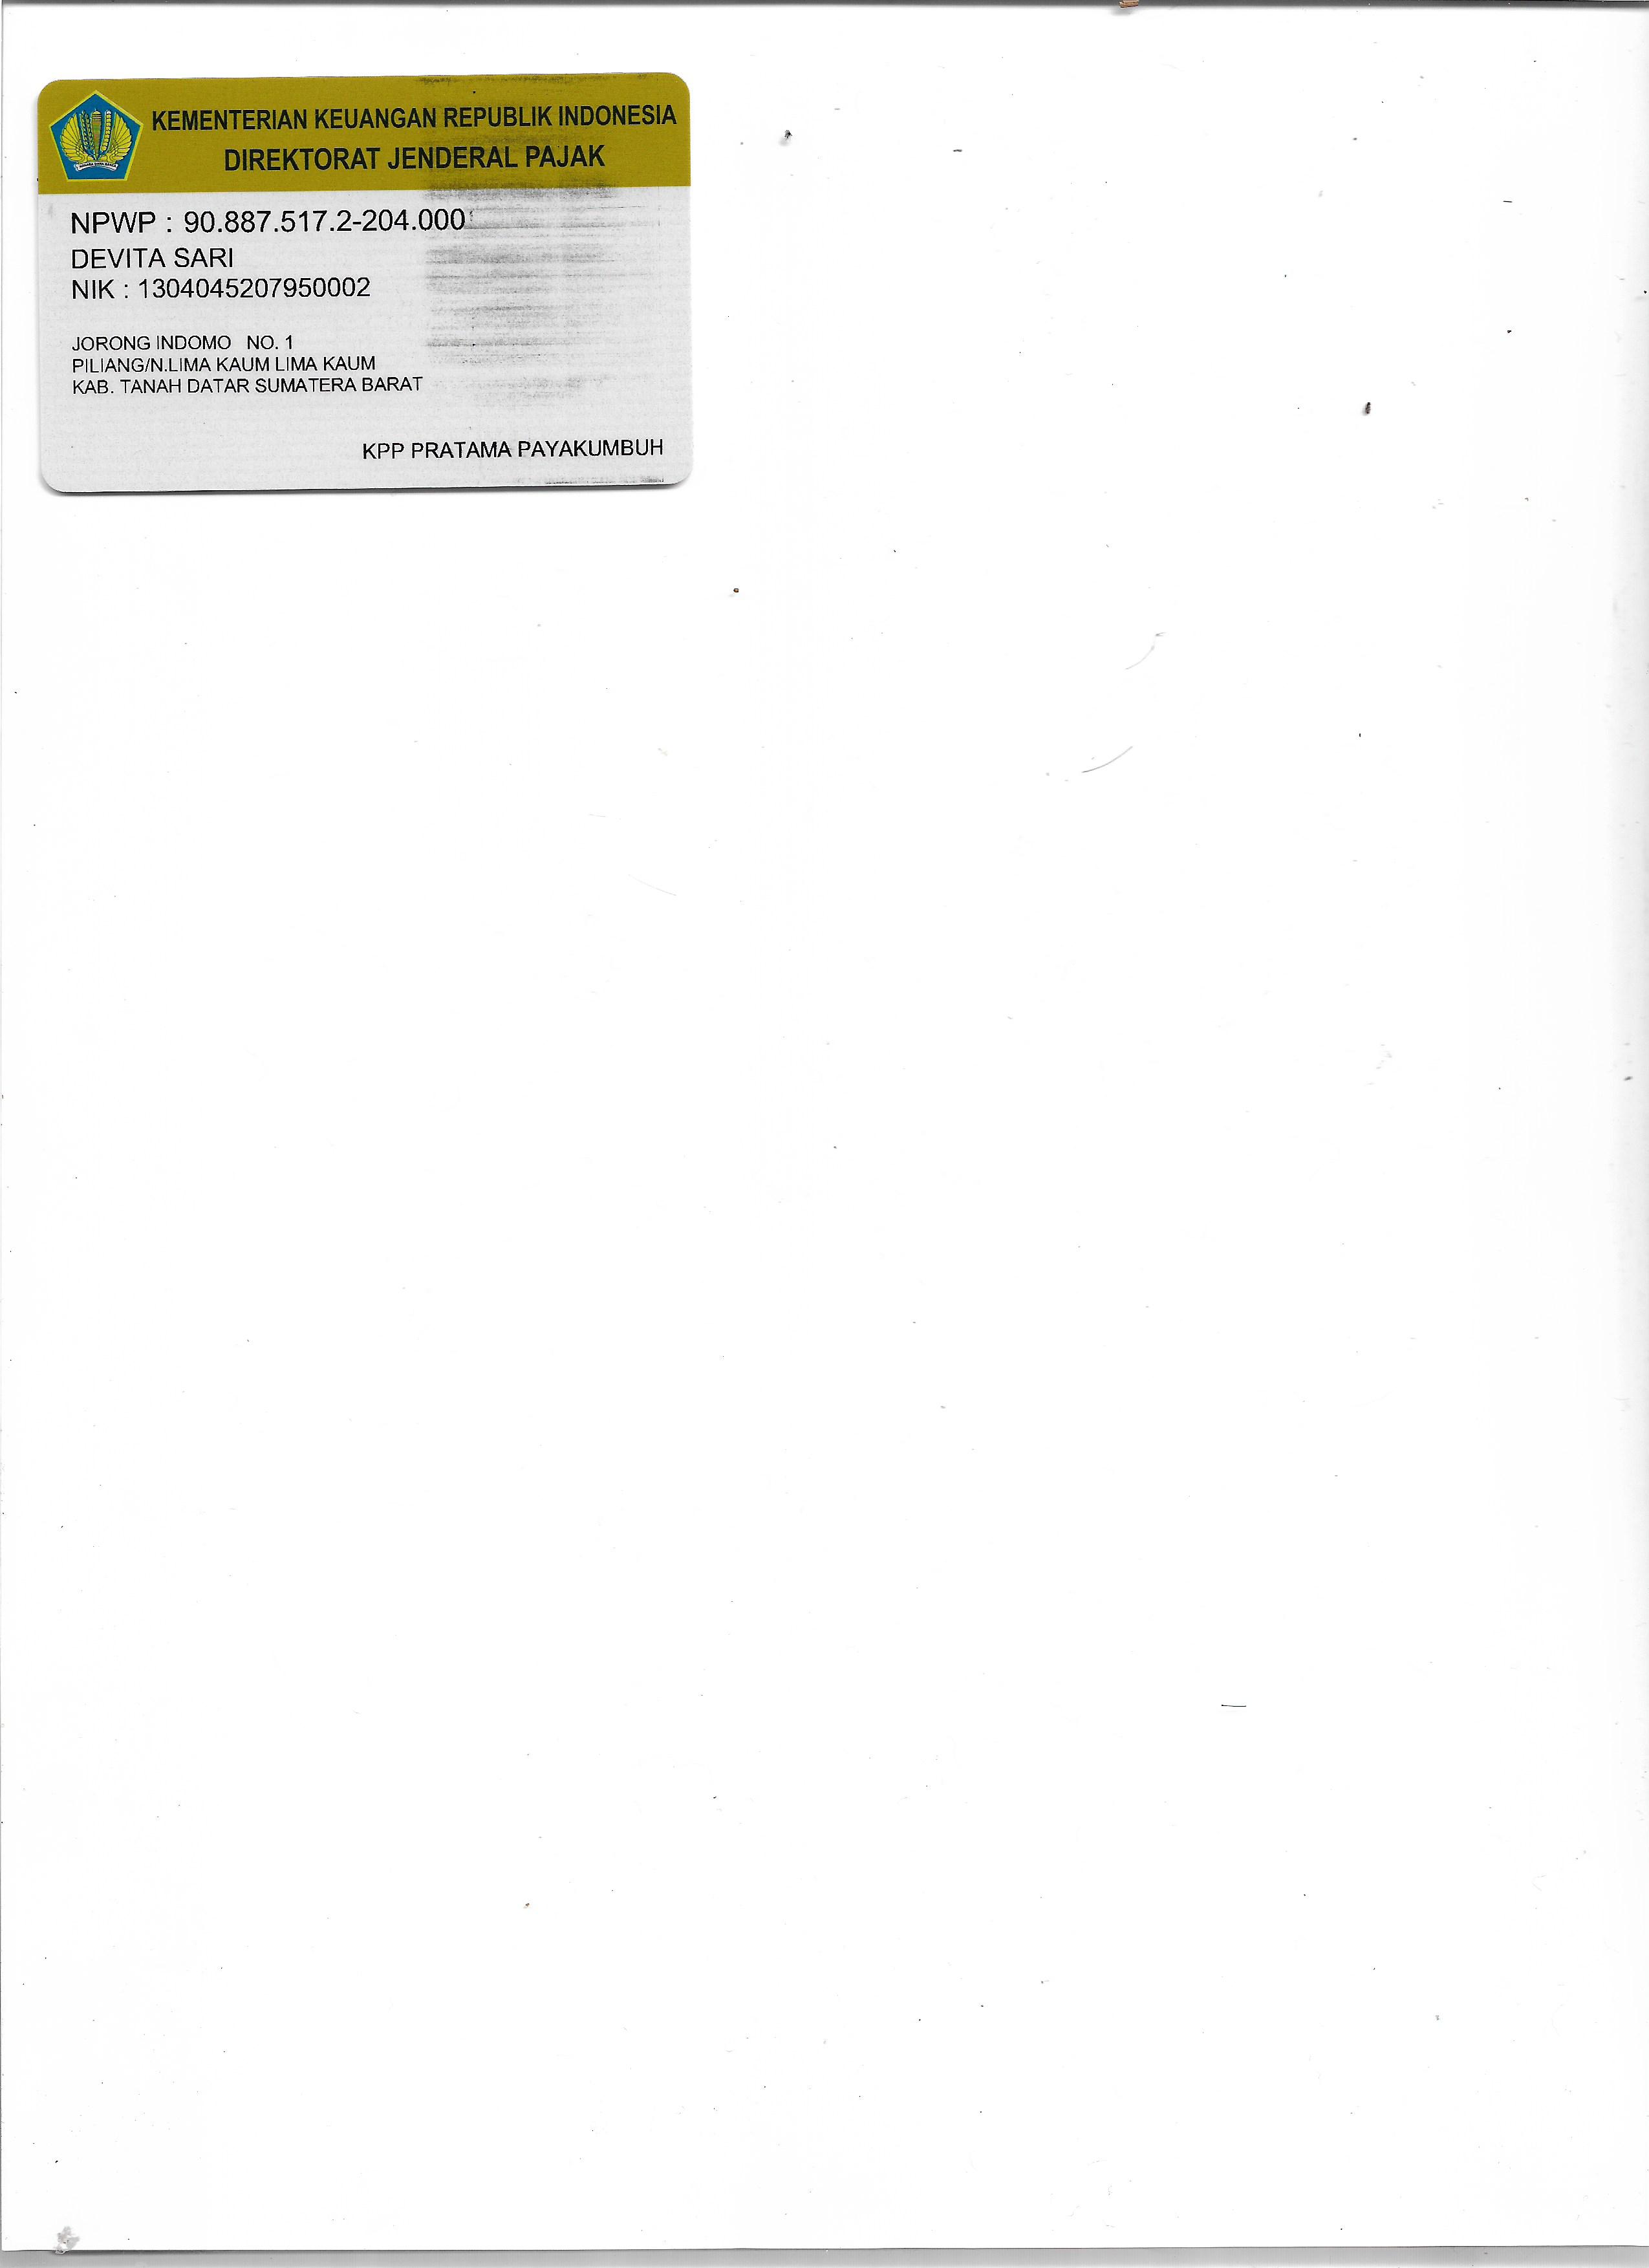 KEMENTERIAN KEUANGAN REPUBLIK INDONESIA
DIREKTORAT JENDERAL PAJAK
NPWP : 90.887.517.2-204.000
DEVITA SARI
NIK : 1304045207950002
JORONG INDOMO NO. 1
PILIANG/N.LIMA KAUM LIMA KAUM
KAB. TANAH DATAR SUMATERA BARAT
KPP PRATAMA PAYAKUMBUH